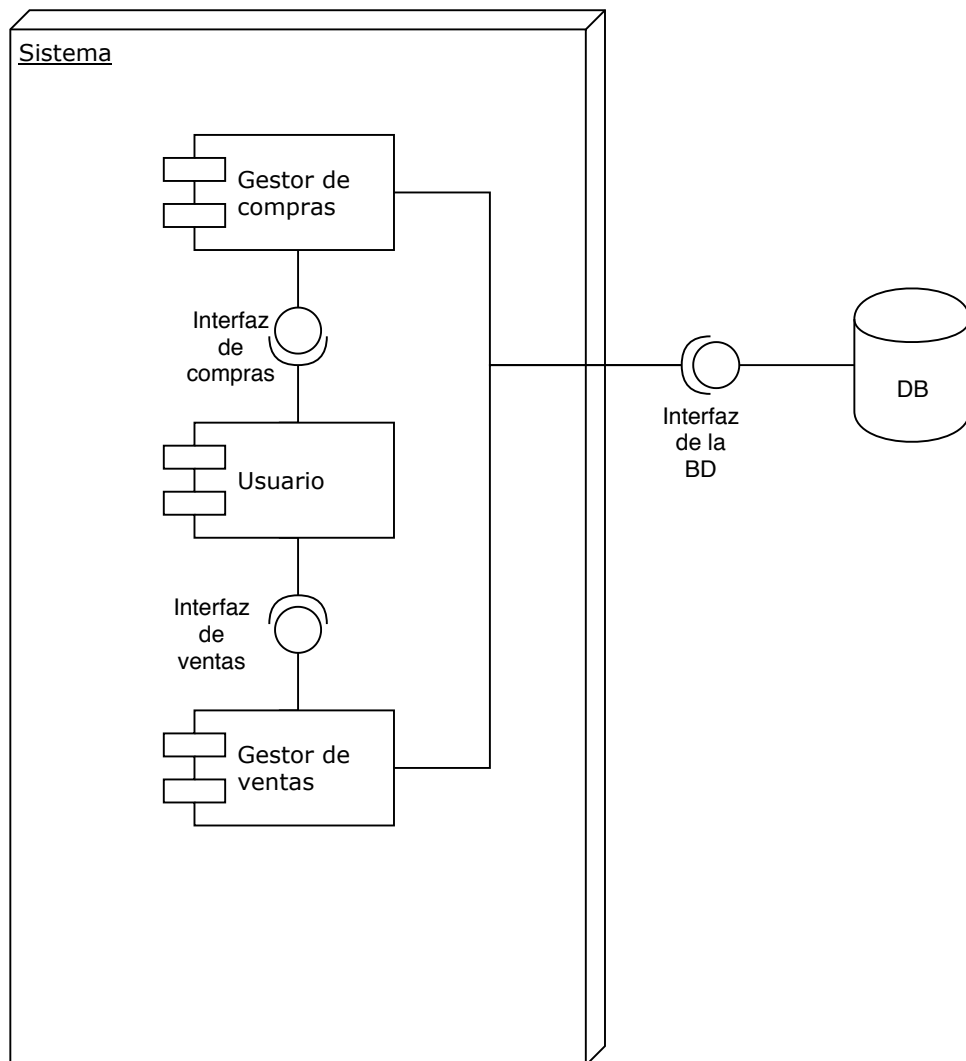 Sistema
Gestor de
compras
Interfaz
de
compras
Usuario
Interfaz
de
ventas
Gestor de
ventas
Interfaz
de la
BD
DB